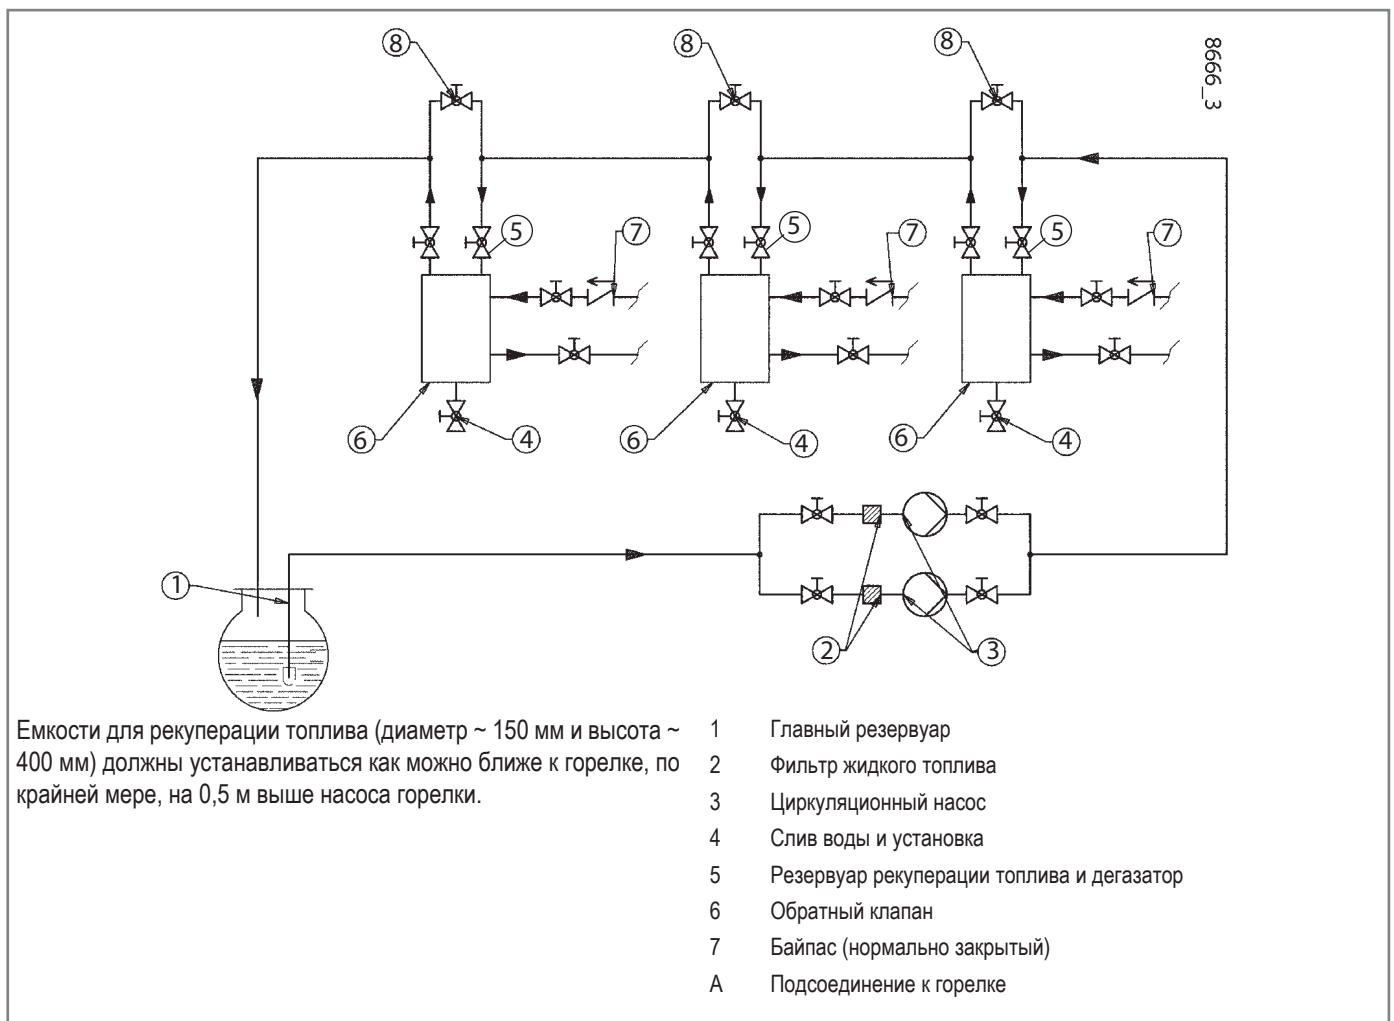 8 8 8
8666_3
5 7 5 7 5 7
6 4 6 4 6 4
1
2 3
Емкости для рекуперации топлива (диаметр ~ 150 мм и высота ~
400 мм) должны устанавливаться как можно ближе к горелке, по
крайней мере, на 0,5 м выше насоса горелки.
1 Главный резервуар
2 Фильтр жидкого топлива
3 Циркуляционный насос
4 Слив воды и установка
5 Резервуар рекуперации топлива и дегазатор
6 Обратный клапан
7 Байпас (нормально закрытый)
A Подсоединение к горелке